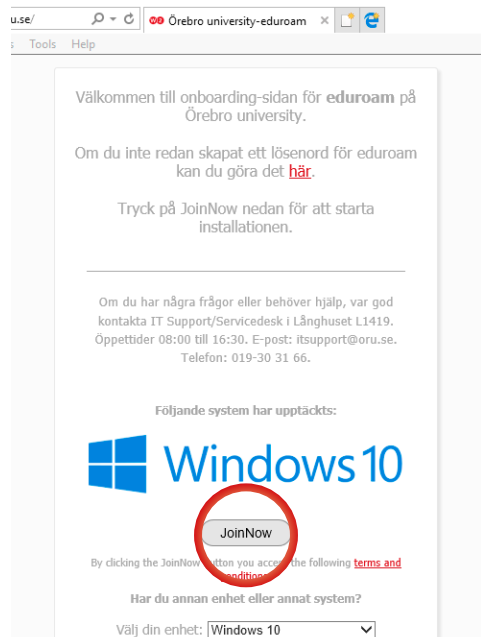 u.se/
Örebro university-eduroam
Tools Help
Välkommen till onboarding-sidan för eduroam på
Örebro university.
Om du inte redan skapat ett lösenord för eduroam
kan du göra det här.
Tryck på JoinNow nedan för att starta
installationen.
Om du har några frågor eller behöver hjälp, var god
kontakta IT Support/Servicedesk i Långhuset L1419.
Öppettider 08:00 till 16:30. E-post: itsupport@oru.se.
Telefon: 019-30 31 66.
Följande system har upptäckts:
Windows 10
JoinNow
By clicking the JoinNow button you accept the following terms and
conditions
Har du annan enhet eller annat system?
Välj din enhet: Windows 10